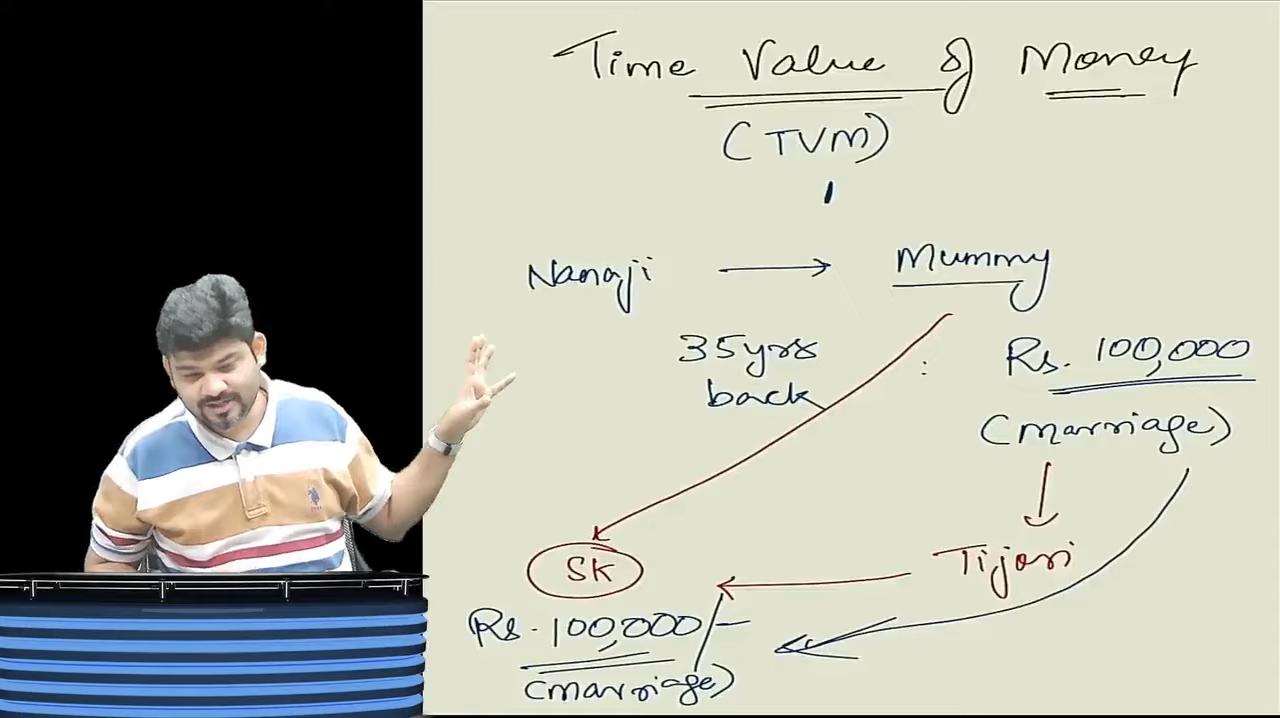 Time Value of Money
(TVM)
Nanaji → Mummy
35yrs
back
: Rs. 100,000
(marriage)
Tijori
SK
Rs. 100,000/-
(marriage)